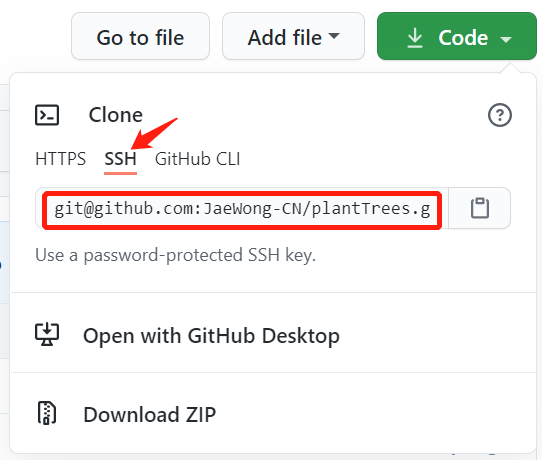 Go to file Add file Code
Clone
HTTPS SSH GitHub CLI
git@github.com:JaeWong-CN/plantTrees.g
Use a password-protected SSH key.
Open with GitHub Desktop
Download ZIP